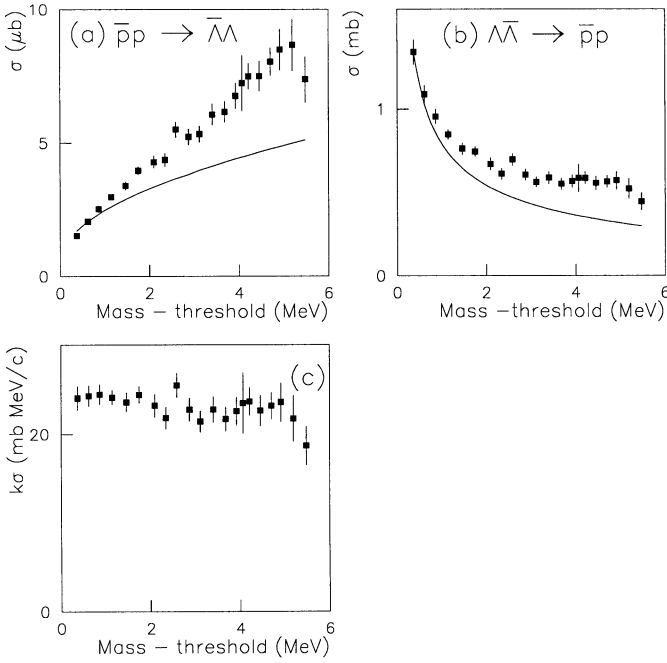 (a) p̅p → Λ̅Λ
σ (μb)
10
5
0
0 2 4 6
Mass – threshold (MeV)
(b) ΛΛ̅ → p̅p
σ (mb)
1
0
0 2 4 6
Mass – threshold (MeV)
(c)
kσ (mb MeV/c)
20
0
0 2 4 6
Mass – threshold (MeV)